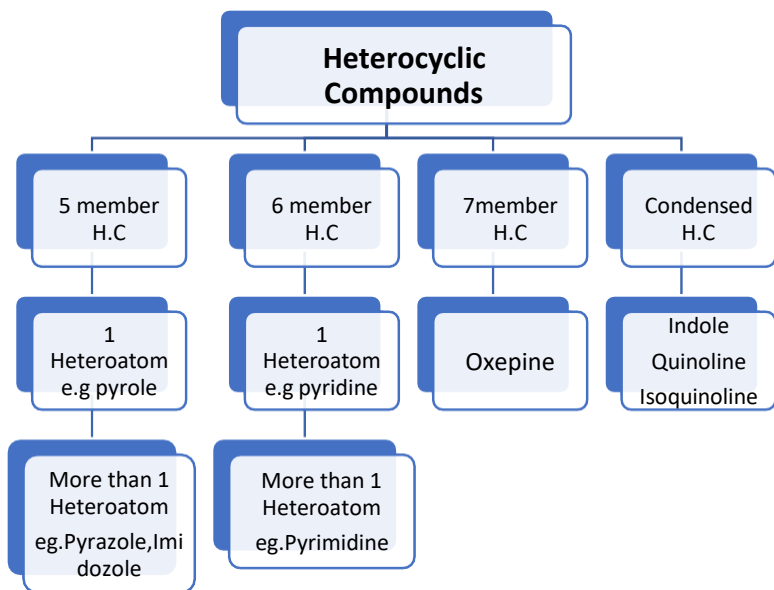 Heterocyclic
Compounds
5 member
H.C
6 member
H.C
7member
H.C
Condensed
H.C
1
Heteroatom
e.g pyrole
1
Heteroatom
e.g pyridine
Oxepine
Indole
Quinoline
Isoquinoline
More than 1
Heteroatom
eg.Pyrazole,Imi
dozole
More than 1
Heteroatom
eg.Pyrimidine